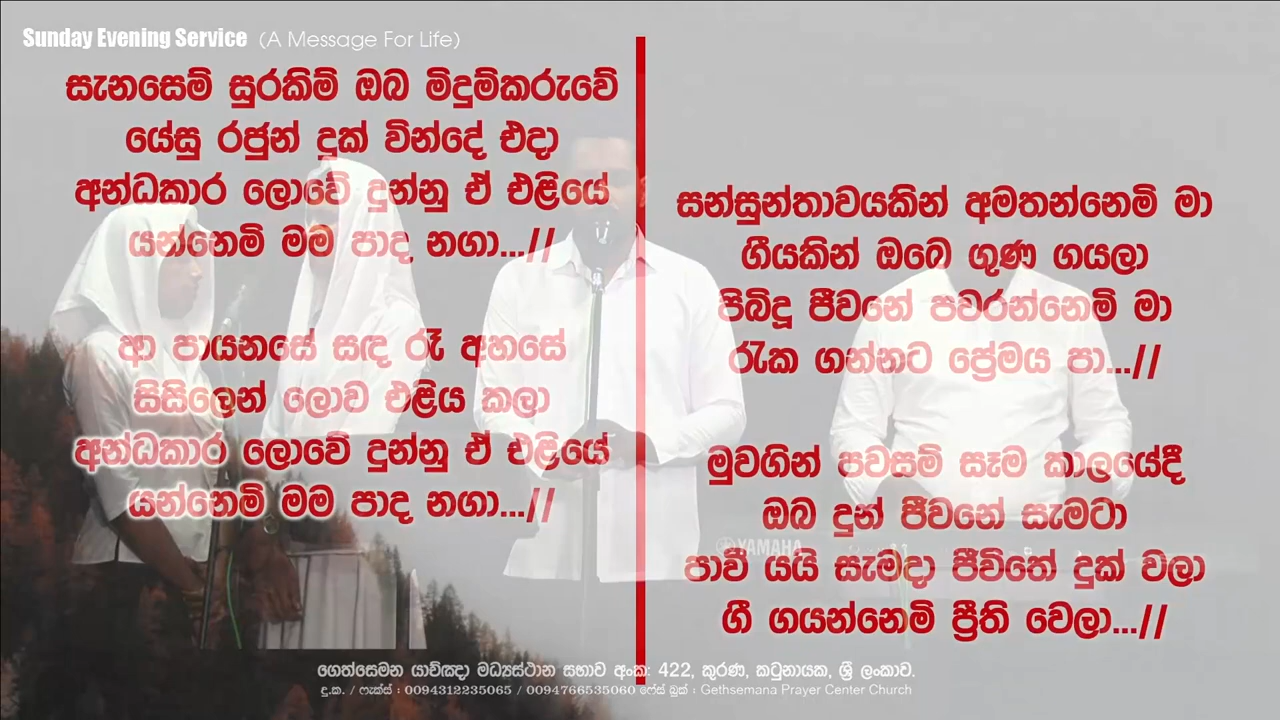 Sunday Evening Service (A Message For Life)
සැනසෙමි සුරකිමි ඔබ මිදුම්කරුවේ
යේසු රජුන් දුක් වින්දේ එදා
අන්ධකාර ලොවේ දුන්නු ඒ එළියේ
යන්නෙමි මම පාද නගා...//
ආ පායනසේ සඳ රෑ අහසේ
සිසිලෙන් ලොව එළිය කලා
අන්ධකාර ලොවේ දුන්නු ඒ එළියේ
යන්නෙමි මම පාද නගා...//
සන්සුන්තාවයකින් අමතන්නෙමි මා
ගීයකින් ඔබෙ ගුණ ගයලා
පිබිදූ ජීවනේ පවරන්නෙමි මා
රැක ගන්නට ප්‍රේමය පා...//
මුවගින් පවසමි සෑම කාලයේදී
ඔබ දුන් ජීවනේ සැමටා
පාවී යයි සැමදා ජීවිතේ දුක් වලා
ගී ගයන්නෙමි ප්‍රීති වෙලා...//
YAMAHA
ගෙත්සෙමන යාච්ඤා මධ්‍යස්ථාන සභාව අංක: 422, කුරණ, කටුනායක, ශ්‍රී ලංකාව.
දු.ක. / ෆැක්ස් : 0094312235065 / 0094766535060 ෆේස් බුක් : Gethsemana Prayer Center Church